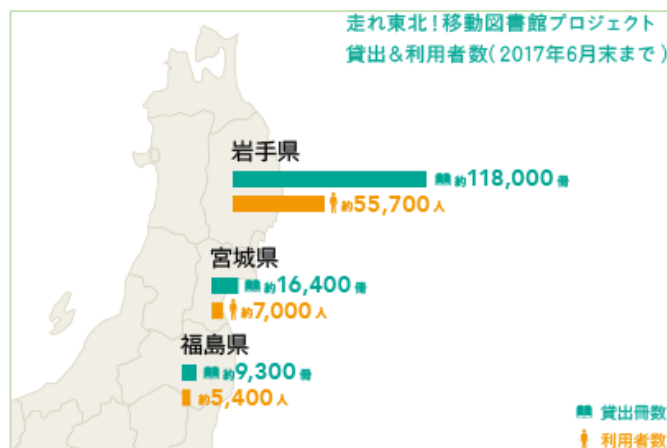 走れ東北！移動図書館プロジェクト
貸出&利用者数(2017年6月末まで)
岩手県
約118,000冊
約55,700人
宮城県
約16,400冊
約7,000人
福島県
約9,300冊
約5,400人
貸出冊数
利用者数